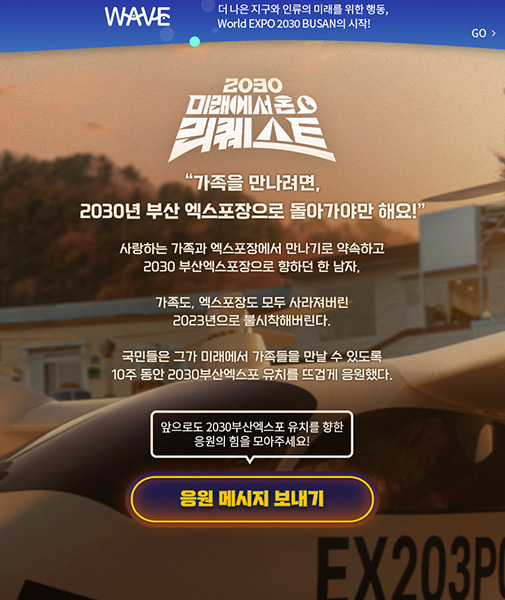 WAVE
더 나은 지구와 인류의 미래를 위한 행동,
World EXPO 2030 BUSAN의 시작!
GO >
2030
미래에서 온
리퀘스트
“가족을 만나려면,
2030년 부산 엑스포장으로 돌아가야만 해요!”
사랑하는 가족과 엑스포장에서 만나기로 약속하고
2030 부산엑스포장으로 향하던 한 남자,
가족도, 엑스포장도 모두 사라져버린
2023년으로 불시착해버린다.
국민들은 그가 미래에서 가족들을 만날 수 있도록
10주 동안 2030부산엑스포 유치를 뜨겁게 응원했다.
앞으로도 2030부산엑스포 유치를 향한
응원의 힘을 모아주세요!
응원 메시지 보내기
EX203P0